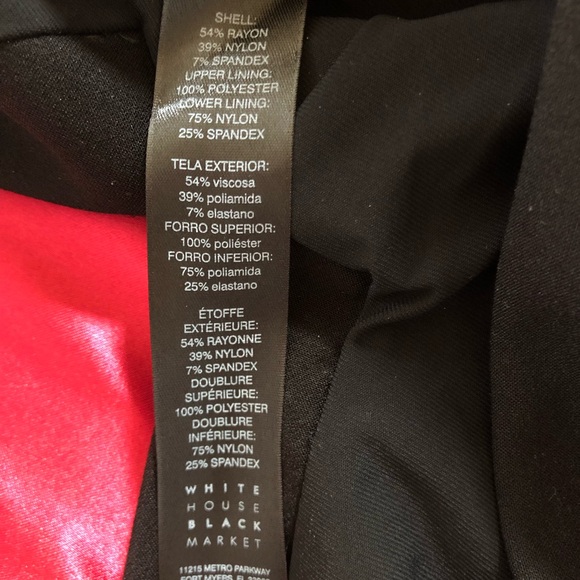 SHELL:
54% RAYON
39% NYLON
7% SPANDEX
UPPER LINING:
100% POLYESTER
LOWER LINING:
75% NYLON
25% SPANDEX
TELA EXTERIOR:
54% viscosa
39% poliamida
7% elastano
FORRO SUPERIOR:
100% poliéster
FORRO INFERIOR:
75% poliamida
25% elastano
ÉTOFFE
EXTÉRIEURE:
54% RAYONNE
39% NYLON
7% SPANDEX
DOUBLURE
SUPÉRIEURE:
100% POLYESTER
DOUBLURE
INFÉRIEURE:
75% NYLON
25% SPANDEX
WHITE
HOUSE
BLACK
MARKET
11215 METRO PARKWAY
FORT MYERS, FL